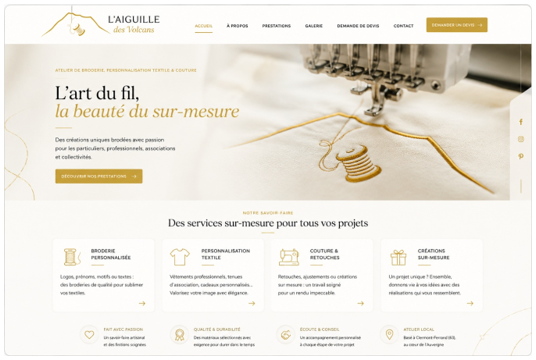 L'AIGUILLE
des Volcans
ACCUEIL À PROPOS PRESTATIONS GALERIE DEMANDE DE DEVIS CONTACT DEMANDER UN DEVIS →
ATELIER DE BRODERIE, PERSONNALISATION TEXTILE & COUTURE
L'art du fil,
la beauté du sur-mesure
Des créations uniques brodées avec passion
pour les particuliers, professionnels, associations
et collectivités.
DÉCOUVRIR NOS PRESTATIONS →
NOTRE SAVOIR-FAIRE
Des services sur-mesure pour tous vos projets
BRODERIE
PERSONNALISÉE
Logos, prénoms, motifs ou textes :
des broderies de qualité pour sublimer
vos textiles.
PERSONNALISATION
TEXTILE
Vêtements professionnels, tenues
d'association, cadeaux personnalisés...
Valorisez votre image avec élégance.
COUTURE &
RETOUCHES
Retouches, ajustements ou créations
sur mesure : un travail soigné
pour un rendu impeccable.
CRÉATIONS
SUR-MESURE
Un projet unique ? Ensemble,
donnons vie à vos idées avec des
réalisations qui vous ressemblent.
FAIT AVEC PASSION
Un savoir-faire artisanal
et des finitions soignées.
QUALITÉ & DURABILITÉ
Des matériaux sélectionnés avec
exigence pour durer dans le temps.
ÉCOUTE & CONSEIL
Un accompagnement personnalisé
à chaque étape de votre projet.
ATELIER LOCAL
Basé à Clermont-Ferrand (63),
au cœur de l'Auvergne